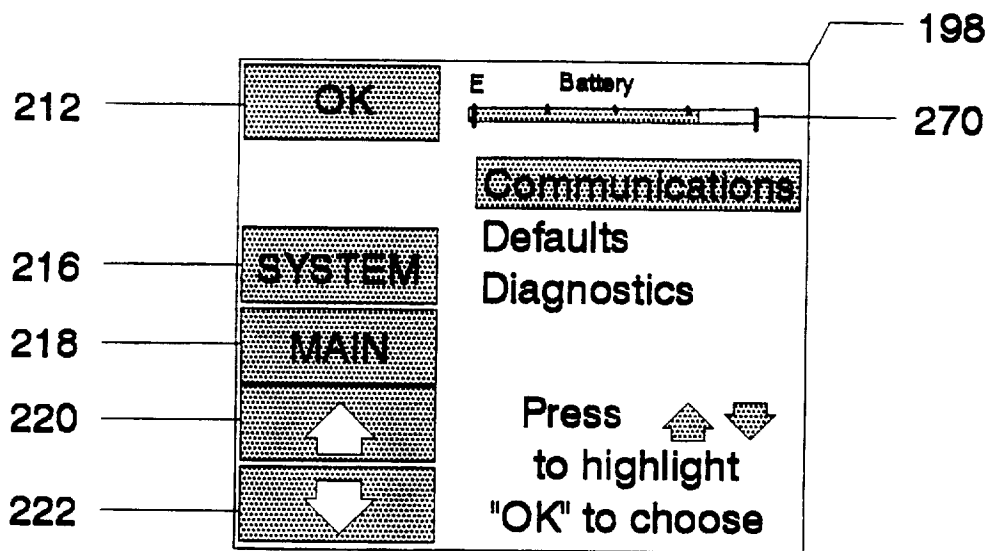 198
212
OK
E Battery
270
Communications
216
SYSTEM
Defaults
Diagnostics
218
MAIN
220
Press
to highlight
222
"OK" to choose